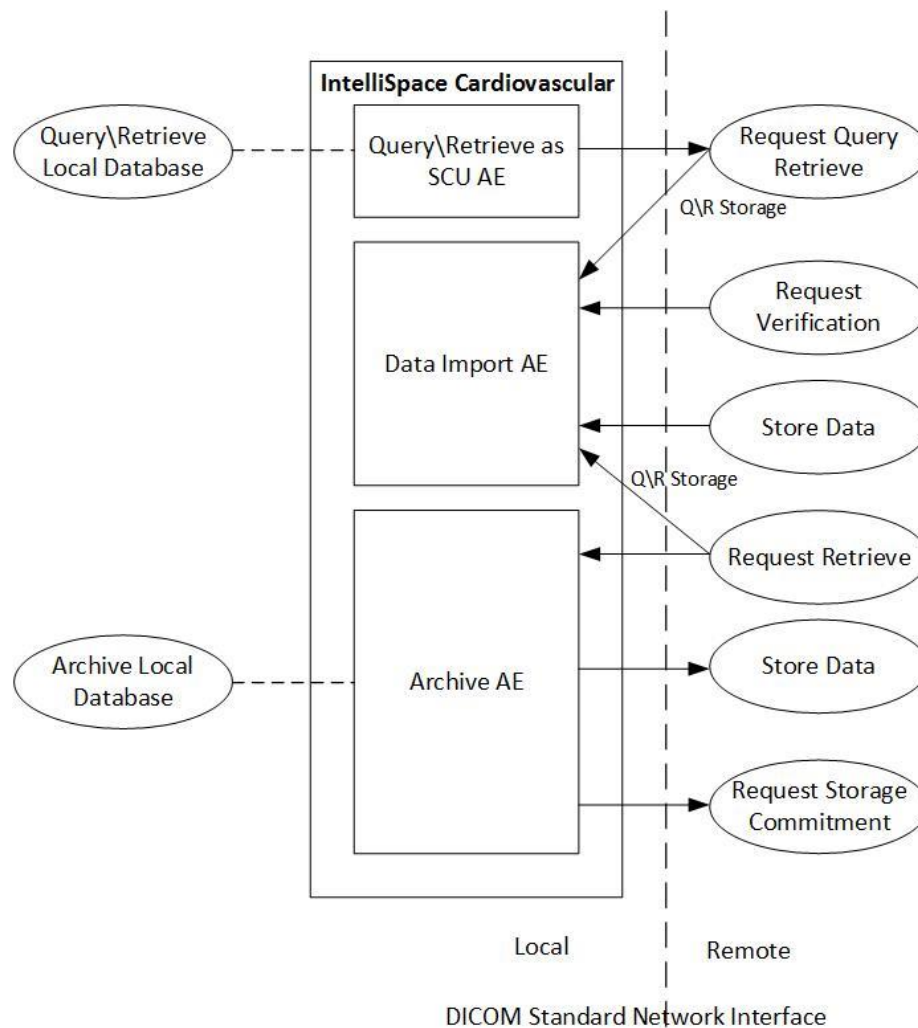 IntelliSpace Cardiovascular
Query\Retrieve
Local Database
Query\Retrieve as
SCU AE
Request Query
Retrieve
Q\R Storage
Request
Verification
Data Import AE
Store Data
Q\R Storage
Request Retrieve
Archive Local
Database
Archive AE
Store Data
Request Storage
Commitment
Local
Remote
DICOM Standard Network Interface